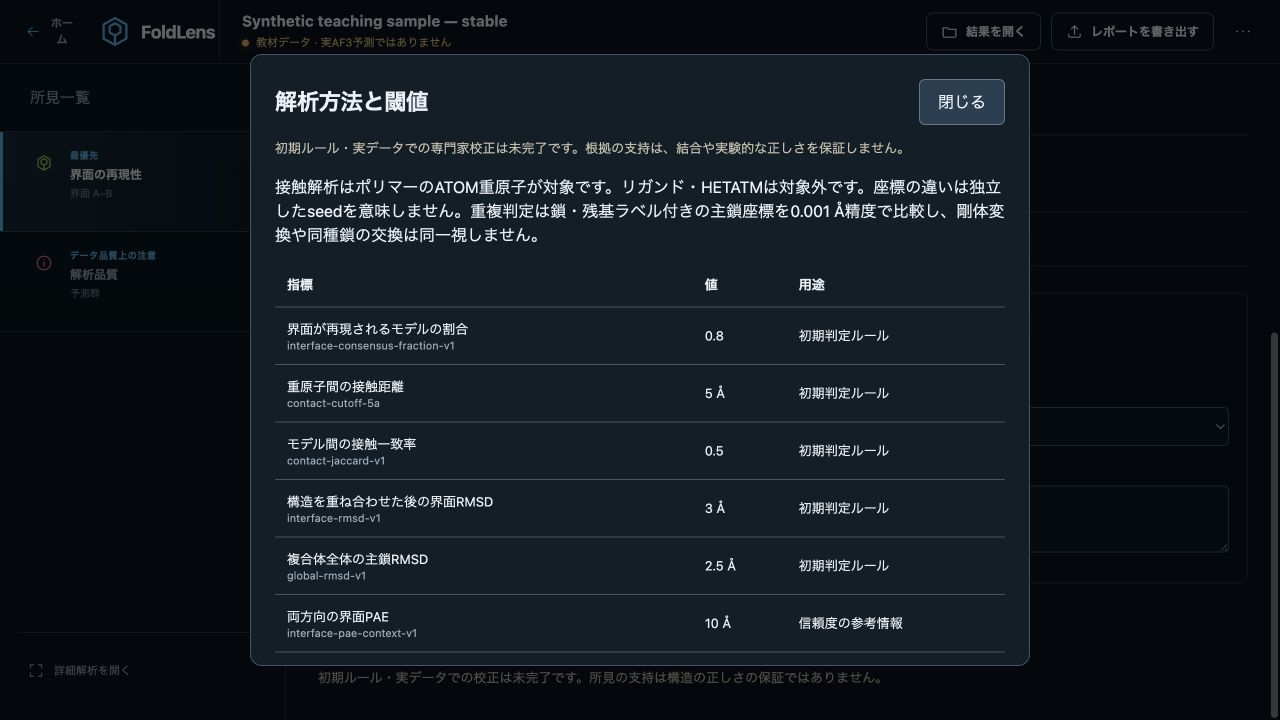 ホーム
FoldLens
Synthetic teaching sample — stable
教材データ・実AF3予測ではありません
結果を開く
レポートを書き出す
所見一覧
最優先
界面の再現性
界面 A–B
データ品質上の注意
解析品質
予測群
詳細解析を開く
解析方法と閾値
閉じる
初期ルール・実データでの専門家校正は未完了です。根拠の支持は、結合や実験的な正しさを保証しません。
接触解析はポリマーのATOM重原子が対象です。リガンド・HETATMは対象外です。座標の違いは独立
したseedを意味しません。重複判定は鎖・残基ラベル付きの主鎖座標を0.001 Å精度で比較し、剛体変
換や同種鎖の交換は同一視しません。
指標 値 用途
界面が再現されるモデルの割合 0.8 初期判定ルール
interface-consensus-fraction-v1
重原子間の接触距離 5 Å 初期判定ルール
contact-cutoff-5a
モデル間の接触一致率 0.5 初期判定ルール
contact-jaccard-v1
構造を重ね合わせた後の界面RMSD 3 Å 初期判定ルール
interface-rmsd-v1
複合体全体の主鎖RMSD 2.5 Å 初期判定ルール
global-rmsd-v1
両方向の界面PAE 10 Å 信頼度の参考情報
interface-pae-context-v1
初期ルール・実データでの校正は未完了です。所見の支持は構造の正しさの保証ではありません。